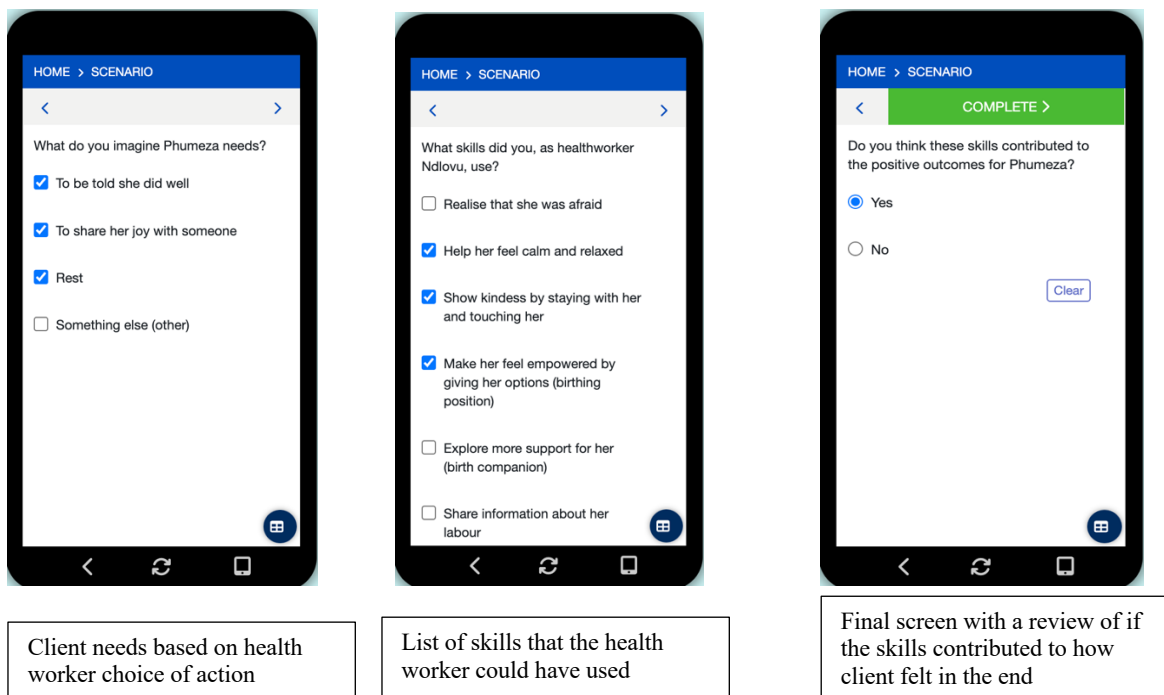 HOME > SCENARIO
What do you imagine Phumeza needs?
To be told she did well
To share her joy with someone
Rest
Something else (other)
Client needs based on health
worker choice of action
HOME > SCENARIO
What skills did you, as healthworker
Ndlovu, use?
Realise that she was afraid
Help her feel calm and relaxed
Show kindess by staying with her
and touching her
Make her feel empowered by
giving her options (birthing
position)
Explore more support for her
(birth companion)
Share information about her
labour
List of skills that the health
worker could have used
HOME > SCENARIO
COMPLETE >
Do you think these skills contributed to
the positive outcomes for Phumeza?
Yes
No
Clear
Final screen with a review of if
the skills contributed to how
client felt in the end